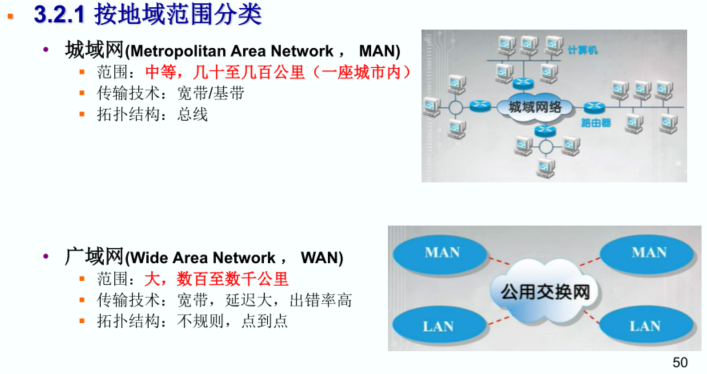 3.2.1 按地域范围分类
• 城域网(Metropolitan Area Network ， MAN)
▪ 范围：中等，几十至几百公里（一座城市内）
▪ 传输技术：宽带/基带
▪ 拓扑结构：总线
计算机
城域网络
路由器
• 广域网(Wide Area Network ， WAN)
▪ 范围：大，数百至数千公里
▪ 传输技术：宽带，延迟大，出错率高
▪ 拓扑结构：不规则，点到点
MAN
MAN
公用交换网
LAN
LAN
50